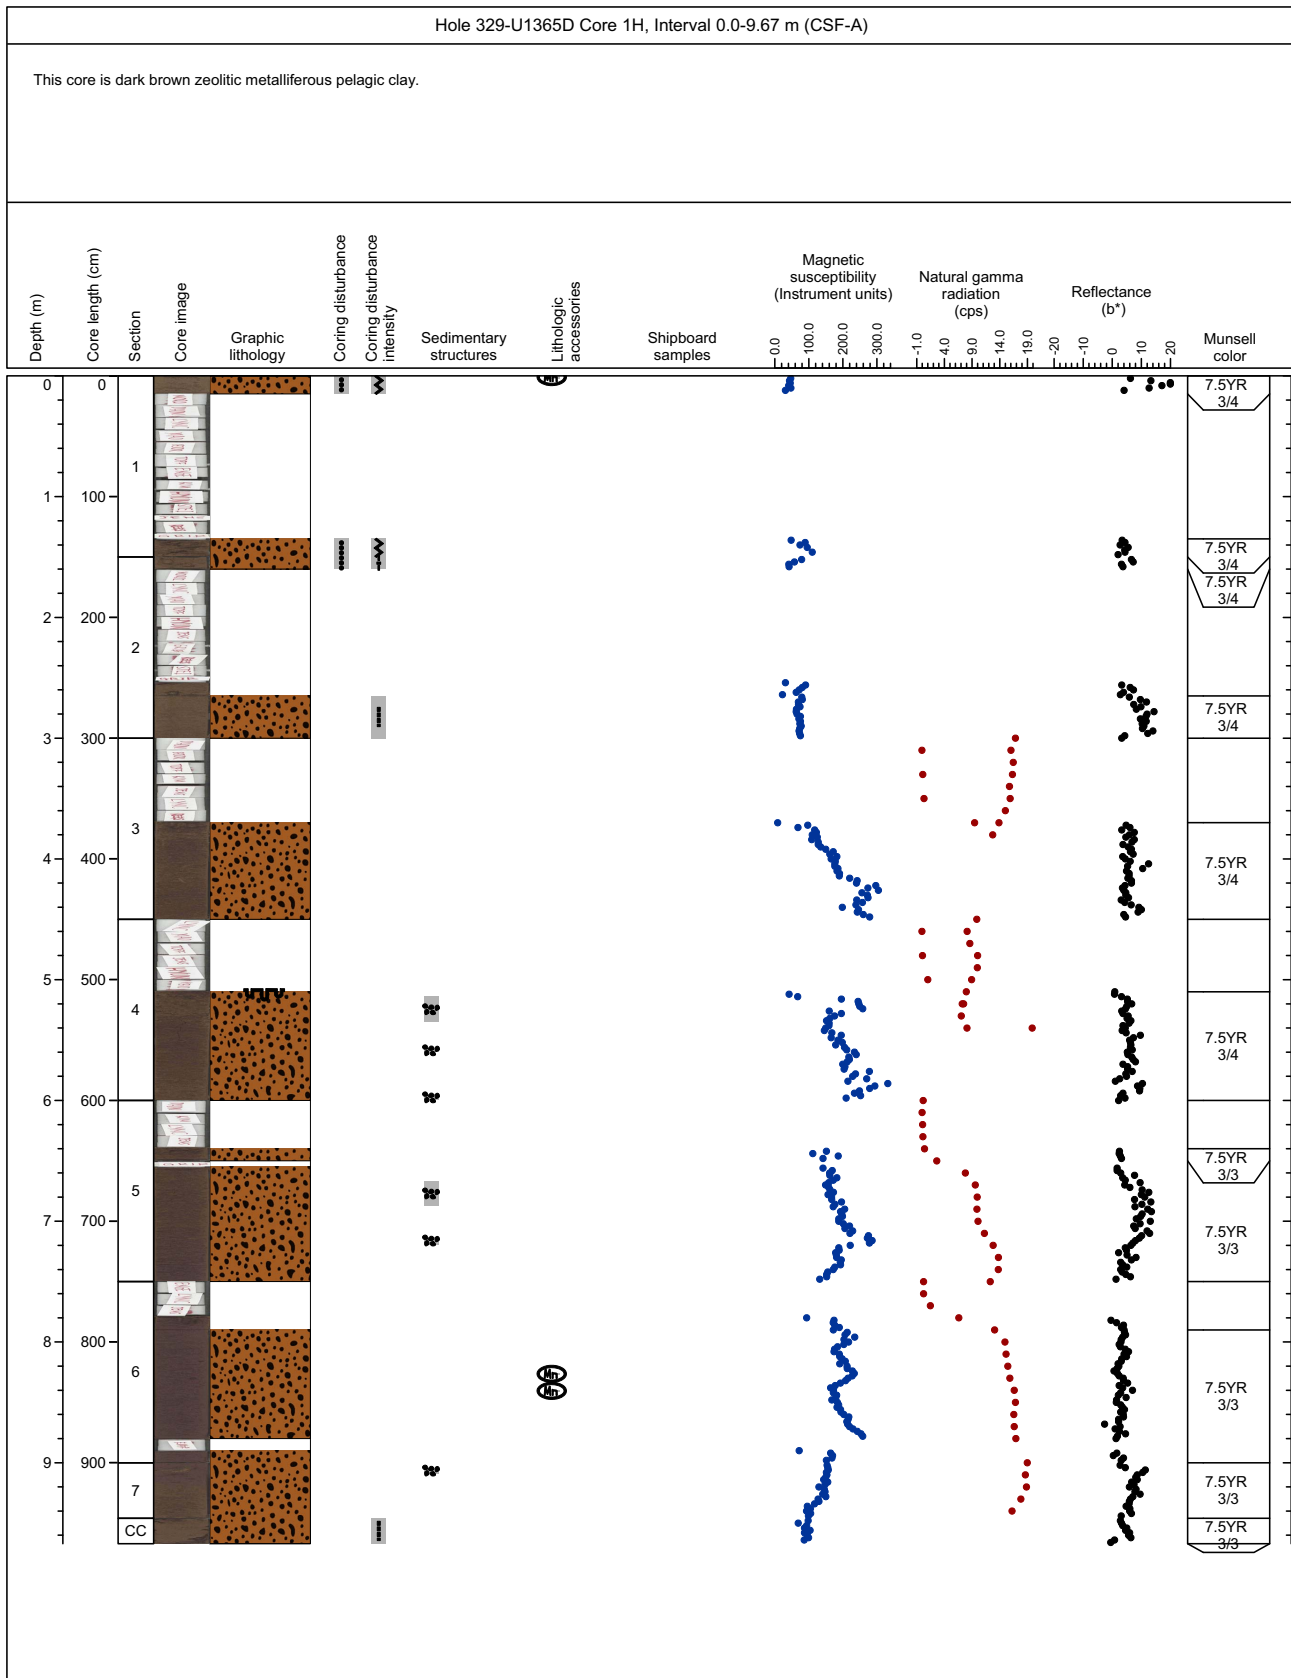 Hole 329-U1365D Core 1H, Interval 0.0-9.67 m (CSF-A)
This core is dark brown zeolitic metalliferous pelagic clay.
Depth (m)
Core length (cm)
Section
Core image
Graphic
lithology
Coring disturbance
Coring disturbance
intensity
Sedimentary
structures
Lithologic
accessories
Shipboard
samples
Magnetic
susceptibility
(Instrument units)
0.0
100.0
200.0
300.0
Natural gamma
radiation
(cps)
-1.0
4.0
9.0
14.0
19.0
Reflectance
(b*)
-20
-10
0
10
20
Munsell
color
0
1
2
3
4
5
6
7
8
9
0
100
200
300
400
500
600
700
800
900
1
2
3
4
5
6
7
CC
Mn
Mn
Mn
7.5YR
3/4
7.5YR
3/4
7.5YR
3/4
7.5YR
3/4
7.5YR
3/4
7.5YR
3/4
7.5YR
3/3
7.5YR
3/3
7.5YR
3/3
7.5YR
3/3
7.5YR
3/3